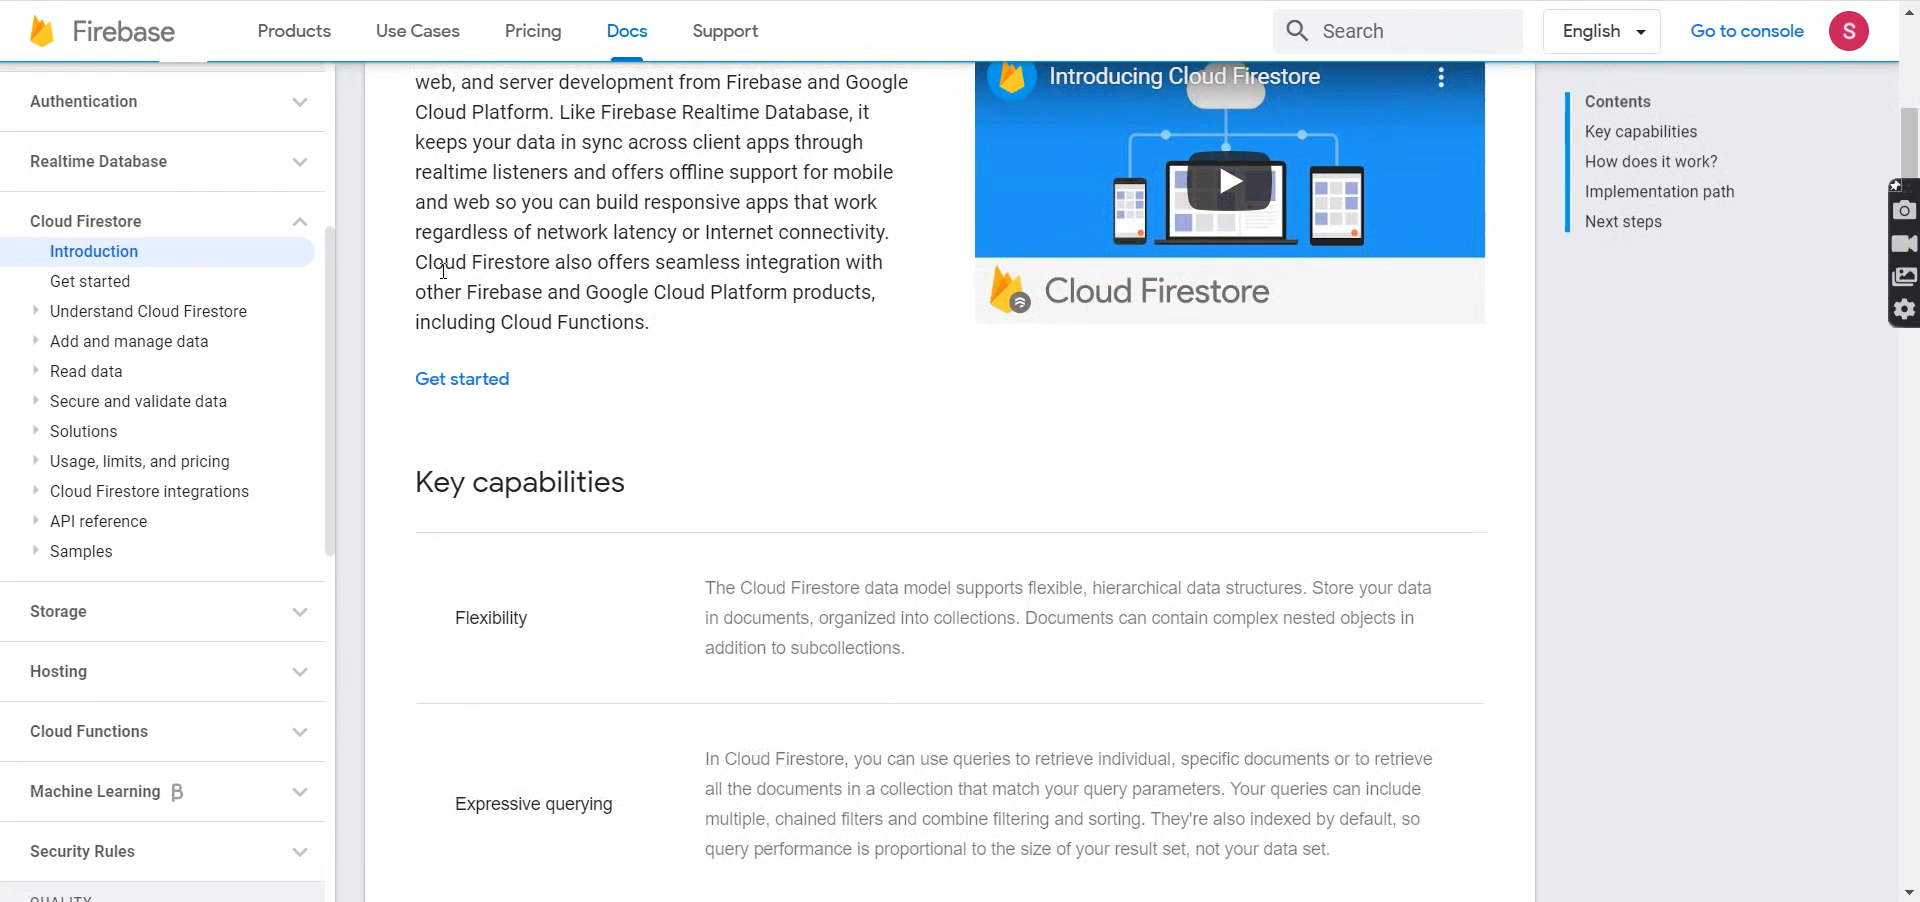 Firebase
Products
Use Cases
Pricing
Docs
Support
Search
English
Go to console
S
Authentication
Realtime Database
Cloud Firestore
Introduction
Get started
Understand Cloud Firestore
Add and manage data
Read data
Secure and validate data
Solutions
Usage, limits, and pricing
Cloud Firestore integrations
API reference
Samples
Storage
Hosting
Cloud Functions
Machine Learning β
Security Rules
QUALITY
web, and server development from Firebase and Google
Cloud Platform. Like Firebase Realtime Database, it
keeps your data in sync across client apps through
realtime listeners and offers offline support for mobile
and web so you can build responsive apps that work
regardless of network latency or Internet connectivity.
Cloud Firestore also offers seamless integration with
other Firebase and Google Cloud Platform products,
including Cloud Functions.
Get started
Introducing Cloud Firestore
Cloud Firestore
Key capabilities
Flexibility
The Cloud Firestore data model supports flexible, hierarchical data structures. Store your data
in documents, organized into collections. Documents can contain complex nested objects in
addition to subcollections.
Expressive querying
In Cloud Firestore, you can use queries to retrieve individual, specific documents or to retrieve
all the documents in a collection that match your query parameters. Your queries can include
multiple, chained filters and combine filtering and sorting. They're also indexed by default, so
query performance is proportional to the size of your result set, not your data set.
Contents
Key capabilities
How does it work?
Implementation path
Next steps